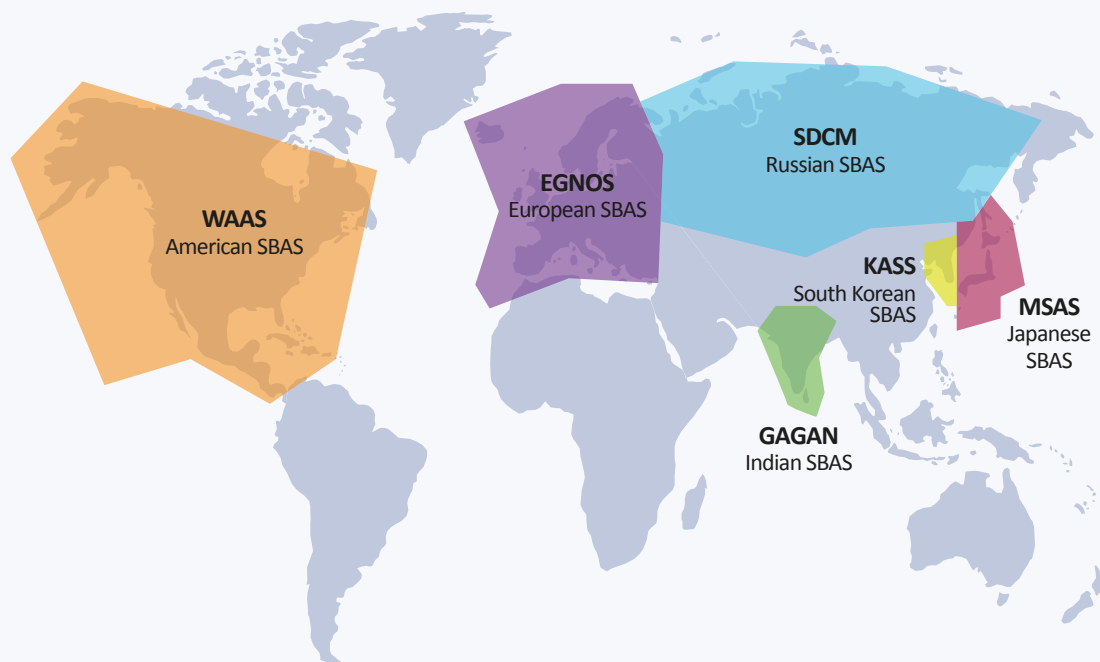 WAAS
American SBAS
EGNOS
European SBAS
SDCM
Russian SBAS
KASS
South Korean
SBAS
MSAS
Japanese
SBAS
GAGAN
Indian SBAS